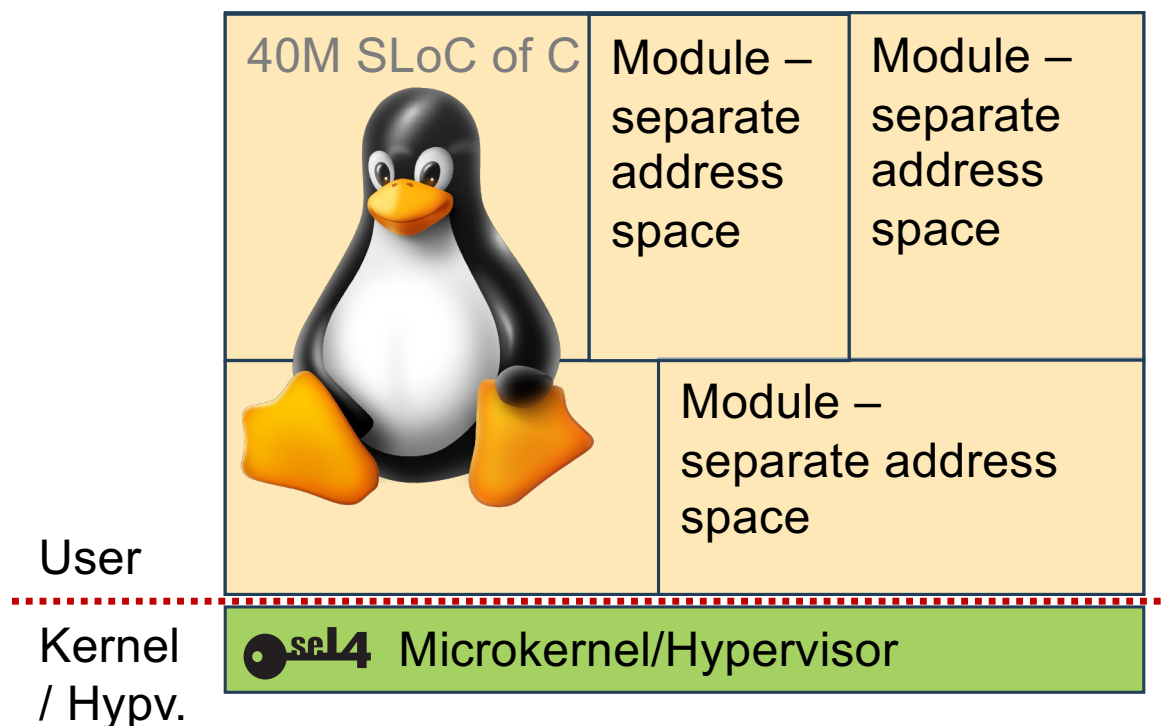 40M SLoC of C
Module –
separate
address
space
Module –
separate
address
space
Module –
separate address
space
User
Kernel
/ Hypv.
seL4 Microkernel/Hypervisor